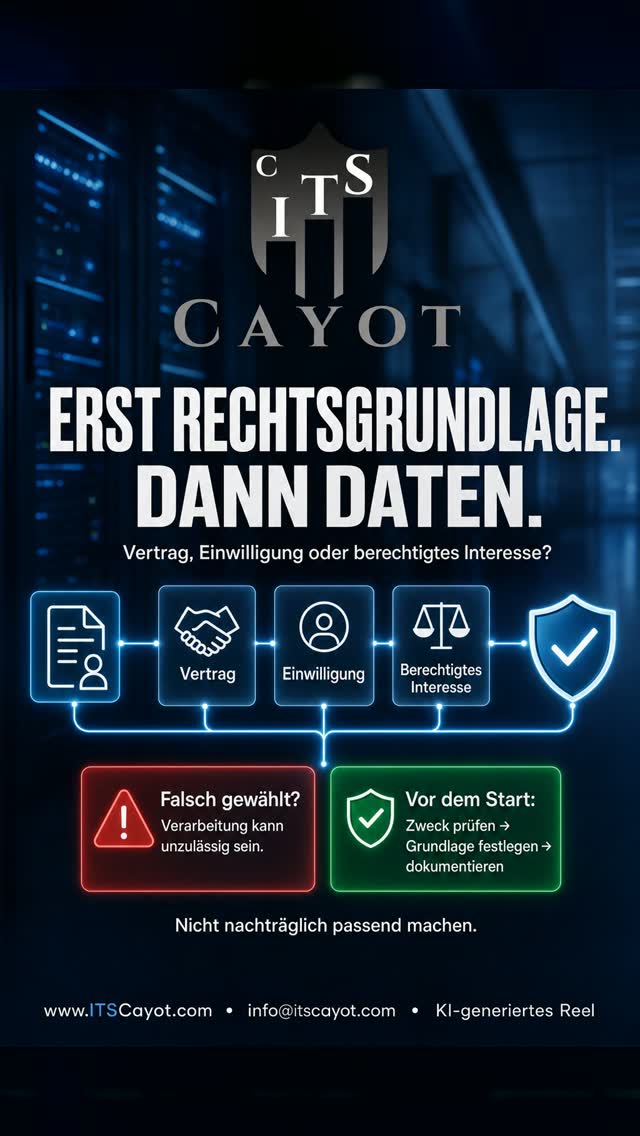 C ITS
CAYOT
ERST RECHTSGRUNDLAGE.
DANN DATEN.
Vertrag, Einwilligung oder berechtigtes Interesse?
Vertrag
Einwilligung
Berechtigtes
Interesse
Falsch gewählt?
Verarbeitung kann
unzulässig sein.
Vor dem Start:
Zweck prüfen →
Grundlage festlegen →
dokumentieren
Nicht nachträglich passend machen.
www.ITSCayot.com • info@itscayot.com • KI-generiertes Reel